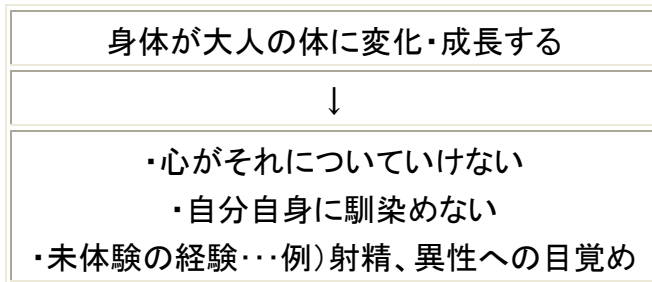 身体が大人の体に変化・成長する
↓
・心がそれについていけない
・自分自身に馴染めない
・未体験の経験・・・例）射精、異性への目覚め